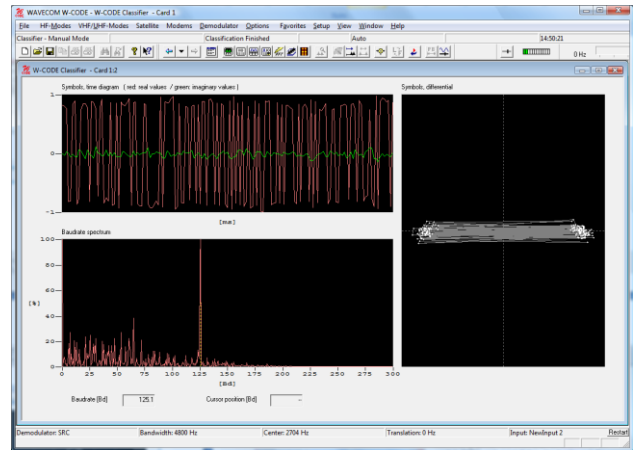 WAVECOM W-CODE - W-CODE Classifier - Card 1
File HF-Modes VHF/UHF-Modes Satellite Modems Demodulator Options Favorites Setup View Window Help
Classifier - Manual Mode Classification Finished Auto 14:50:21
0 Hz
W-CODE Classifier - Card 1:2
Symbols, time diagram ( red: real values / green: imaginary values ) Symbols, differential
1
0
-1
[ms]
Baudrate spectrum
100
80
60
[%]
40
20
0
0 25 50 75 100 125 150 175 200 225 250 275 300
[Bd]
Baudrate [Bd] 125.1 Cursor position [Bd] --
Demodulator: SRC Bandwidth: 4800 Hz Center: 2704 Hz Translation: 0 Hz Input: NewInput 2 Restart